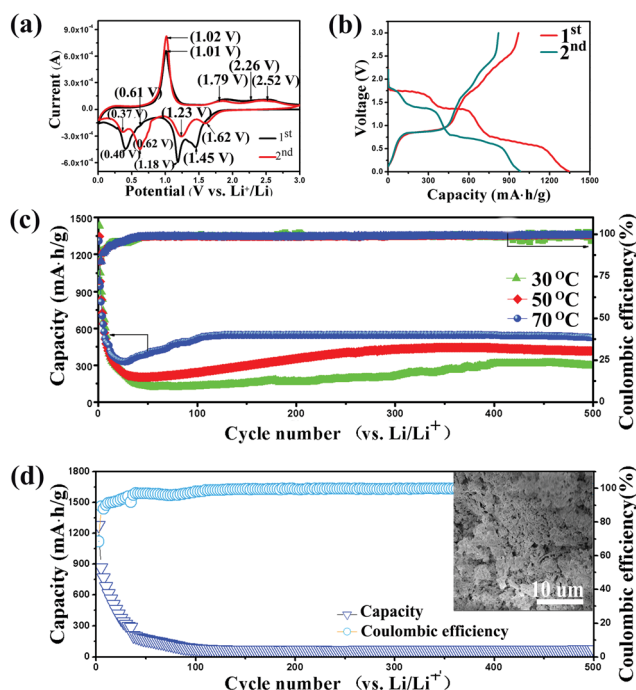 (a)
9.0x10⁻⁴
6.0x10⁻⁴
3.0x10⁻⁴
0.0
-3.0x10⁻⁴
-6.0x10⁻⁴
Current (A)
(1.02 V)
(1.01 V)
(2.26 V)
(0.61 V)
(1.79 V)
(2.52 V)
(0.37 V)
(1.23 V)
(0.62 V)
(1.62 V)
(0.40 V)
(1.18 V)
(1.45 V)
1st
2nd
0.0 0.5 1.0 1.5 2.0 2.5 3.0
Potential (V vs. Li⁺/Li)
(b)
3.5
3.0
2.5
2.0
1.5
1.0
0.5
0.0
Voltage (V)
1st
2nd
0 300 600 900 1200 1500
Capacity (mA·h/g)
(c)
1500
1200
900
600
300
0
Capacity (mA·h/g)
30 °C
50 °C
70 °C
100
75
50
25
0
Coulombic efficiency(%)
0 100 200 300 400 500
Cycle number （vs. Li/Li⁺）
(d)
1800
1500
1200
900
600
300
0
Capacity (mA·h/g)
10 um
Capacity
Coulombic efficiency
100
80
60
40
20
0
Coulombic efficiency(%)
0 100 200 300 400 500
Cycle number （vs. Li/Li⁺）